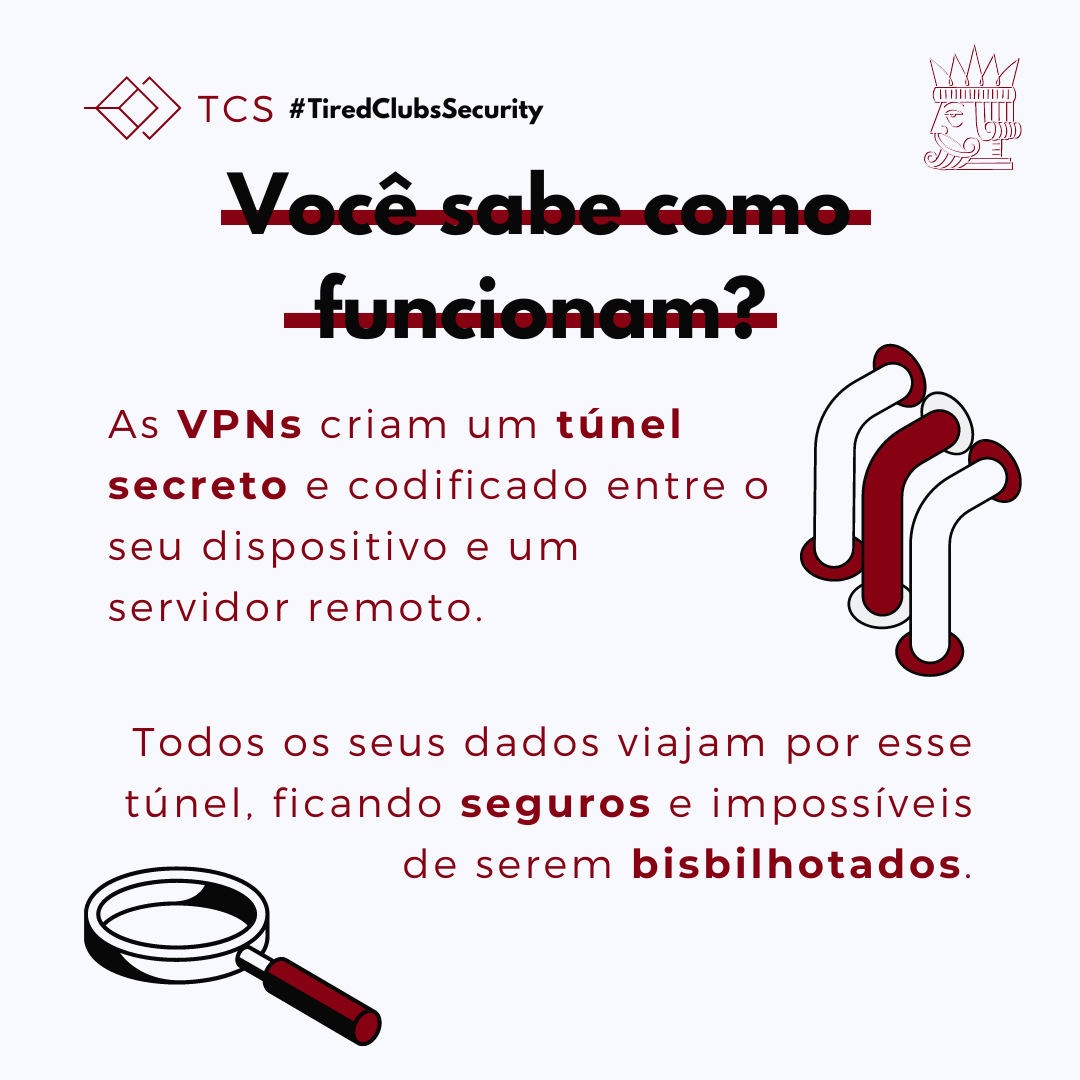 TCS #TiredClubsSecurity
Você sabe como
funcionam?
As VPNs criam um túnel
secreto e codificado entre o
seu dispositivo e um
servidor remoto.
Todos os seus dados viajam por esse
túnel, ficando seguros e impossíveis
de serem bisbilhotados.